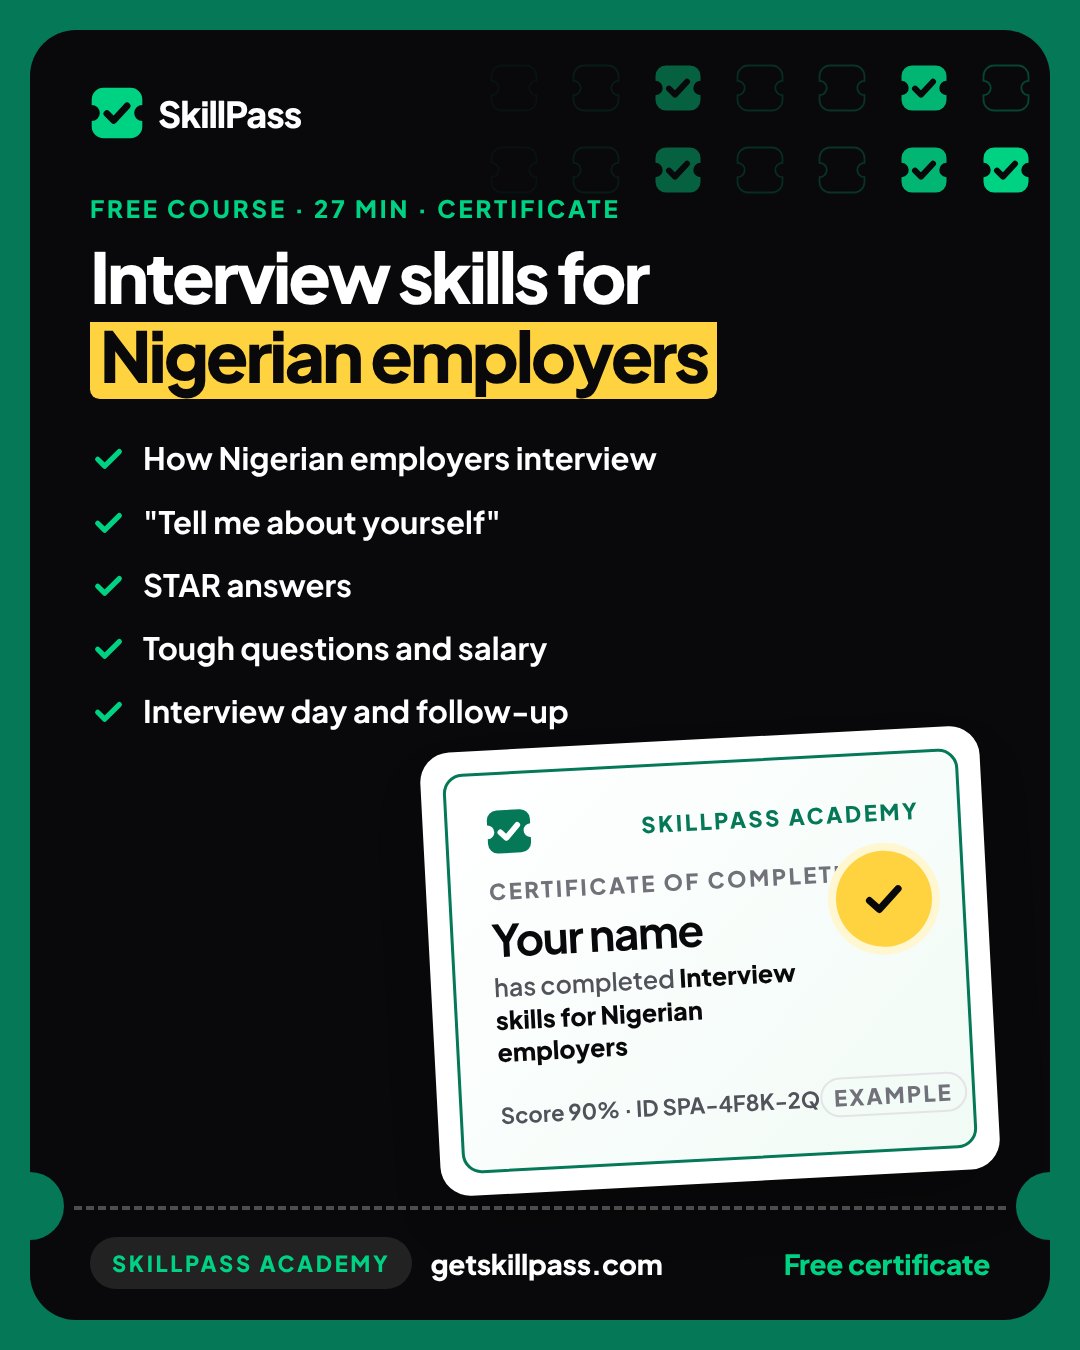 SkillPass
FREE COURSE · 27 MIN · CERTIFICATE
Interview skills for
Nigerian employers
How Nigerian employers interview
"Tell me about yourself"
STAR answers
Tough questions and salary
Interview day and follow-up
SKILLPASS ACADEMY
CERTIFICATE OF
Your name
has completed Interview
skills for Nigerian
employers
Score 90% · ID SPA-4F8K-2Q
EXAMPLE
SKILLPASS ACADEMY
getskillpass.com
Free certificate